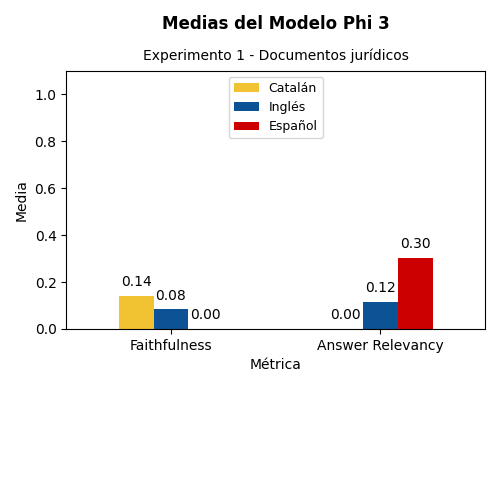 Medias del Modelo Phi 3
Experimento 1 - Documentos jurídicos
Catalán
Inglés
Español
Media
1.0
0.8
0.6
0.4
0.2
0.0
0.14
0.08
0.00
0.00
0.12
0.30
Faithfulness
Answer Relevancy
Métrica